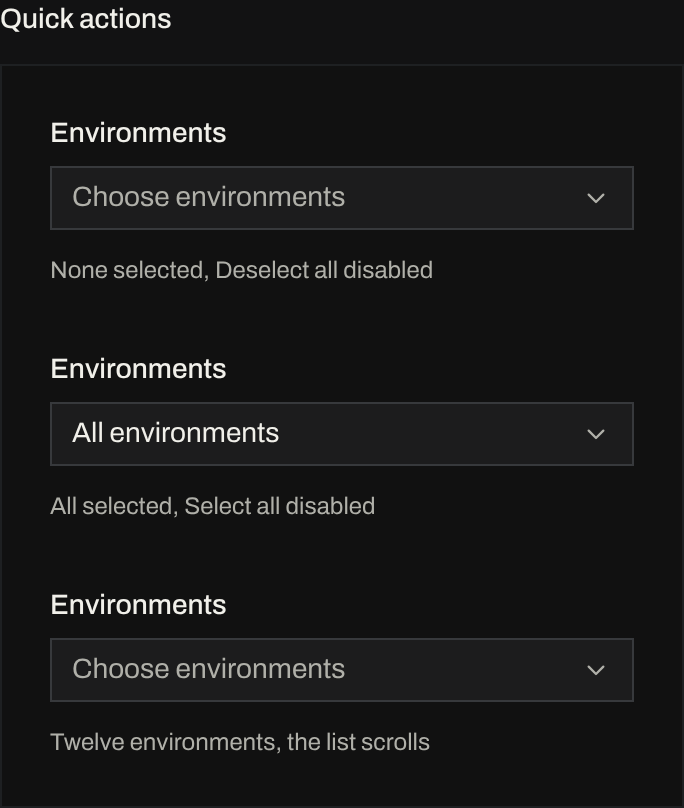 Quick actions
Environments
Choose environments
None selected, Deselect all disabled
Environments
All environments
All selected, Select all disabled
Environments
Choose environments
Twelve environments, the list scrolls